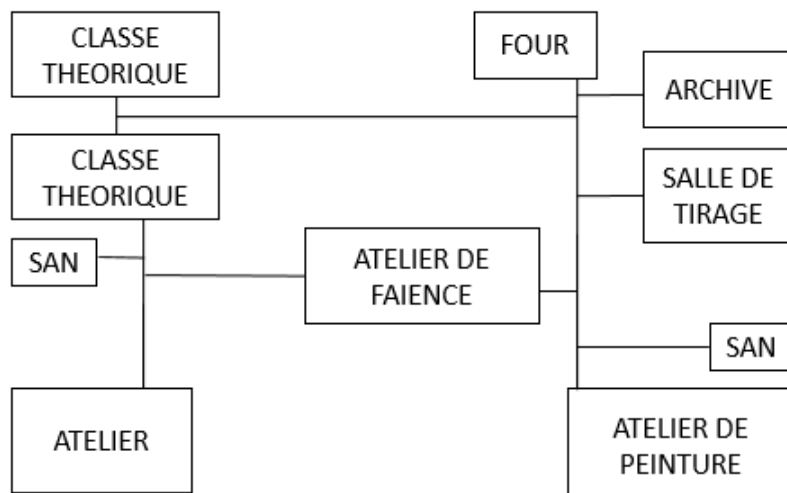 CLASSE
THEORIQUE
FOUR
ARCHIVE
CLASSE
THEORIQUE
SALLE DE
TIRAGE
SAN
ATELIER DE
FAIENCE
SAN
ATELIER
ATELIER DE
PEINTURE